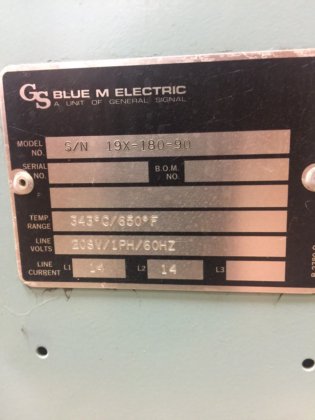 GS BLUE M ELECTRIC
A UNIT OF GENERAL SIGNAL
MODEL NO. S/N 19X-180-90
SERIAL NO. B.O.M. NO.
TEMP RANGE 343°C/650°F
LINE VOLTS 208V/1PH/60HZ
LINE CURRENT L1 14 L2 14 L3